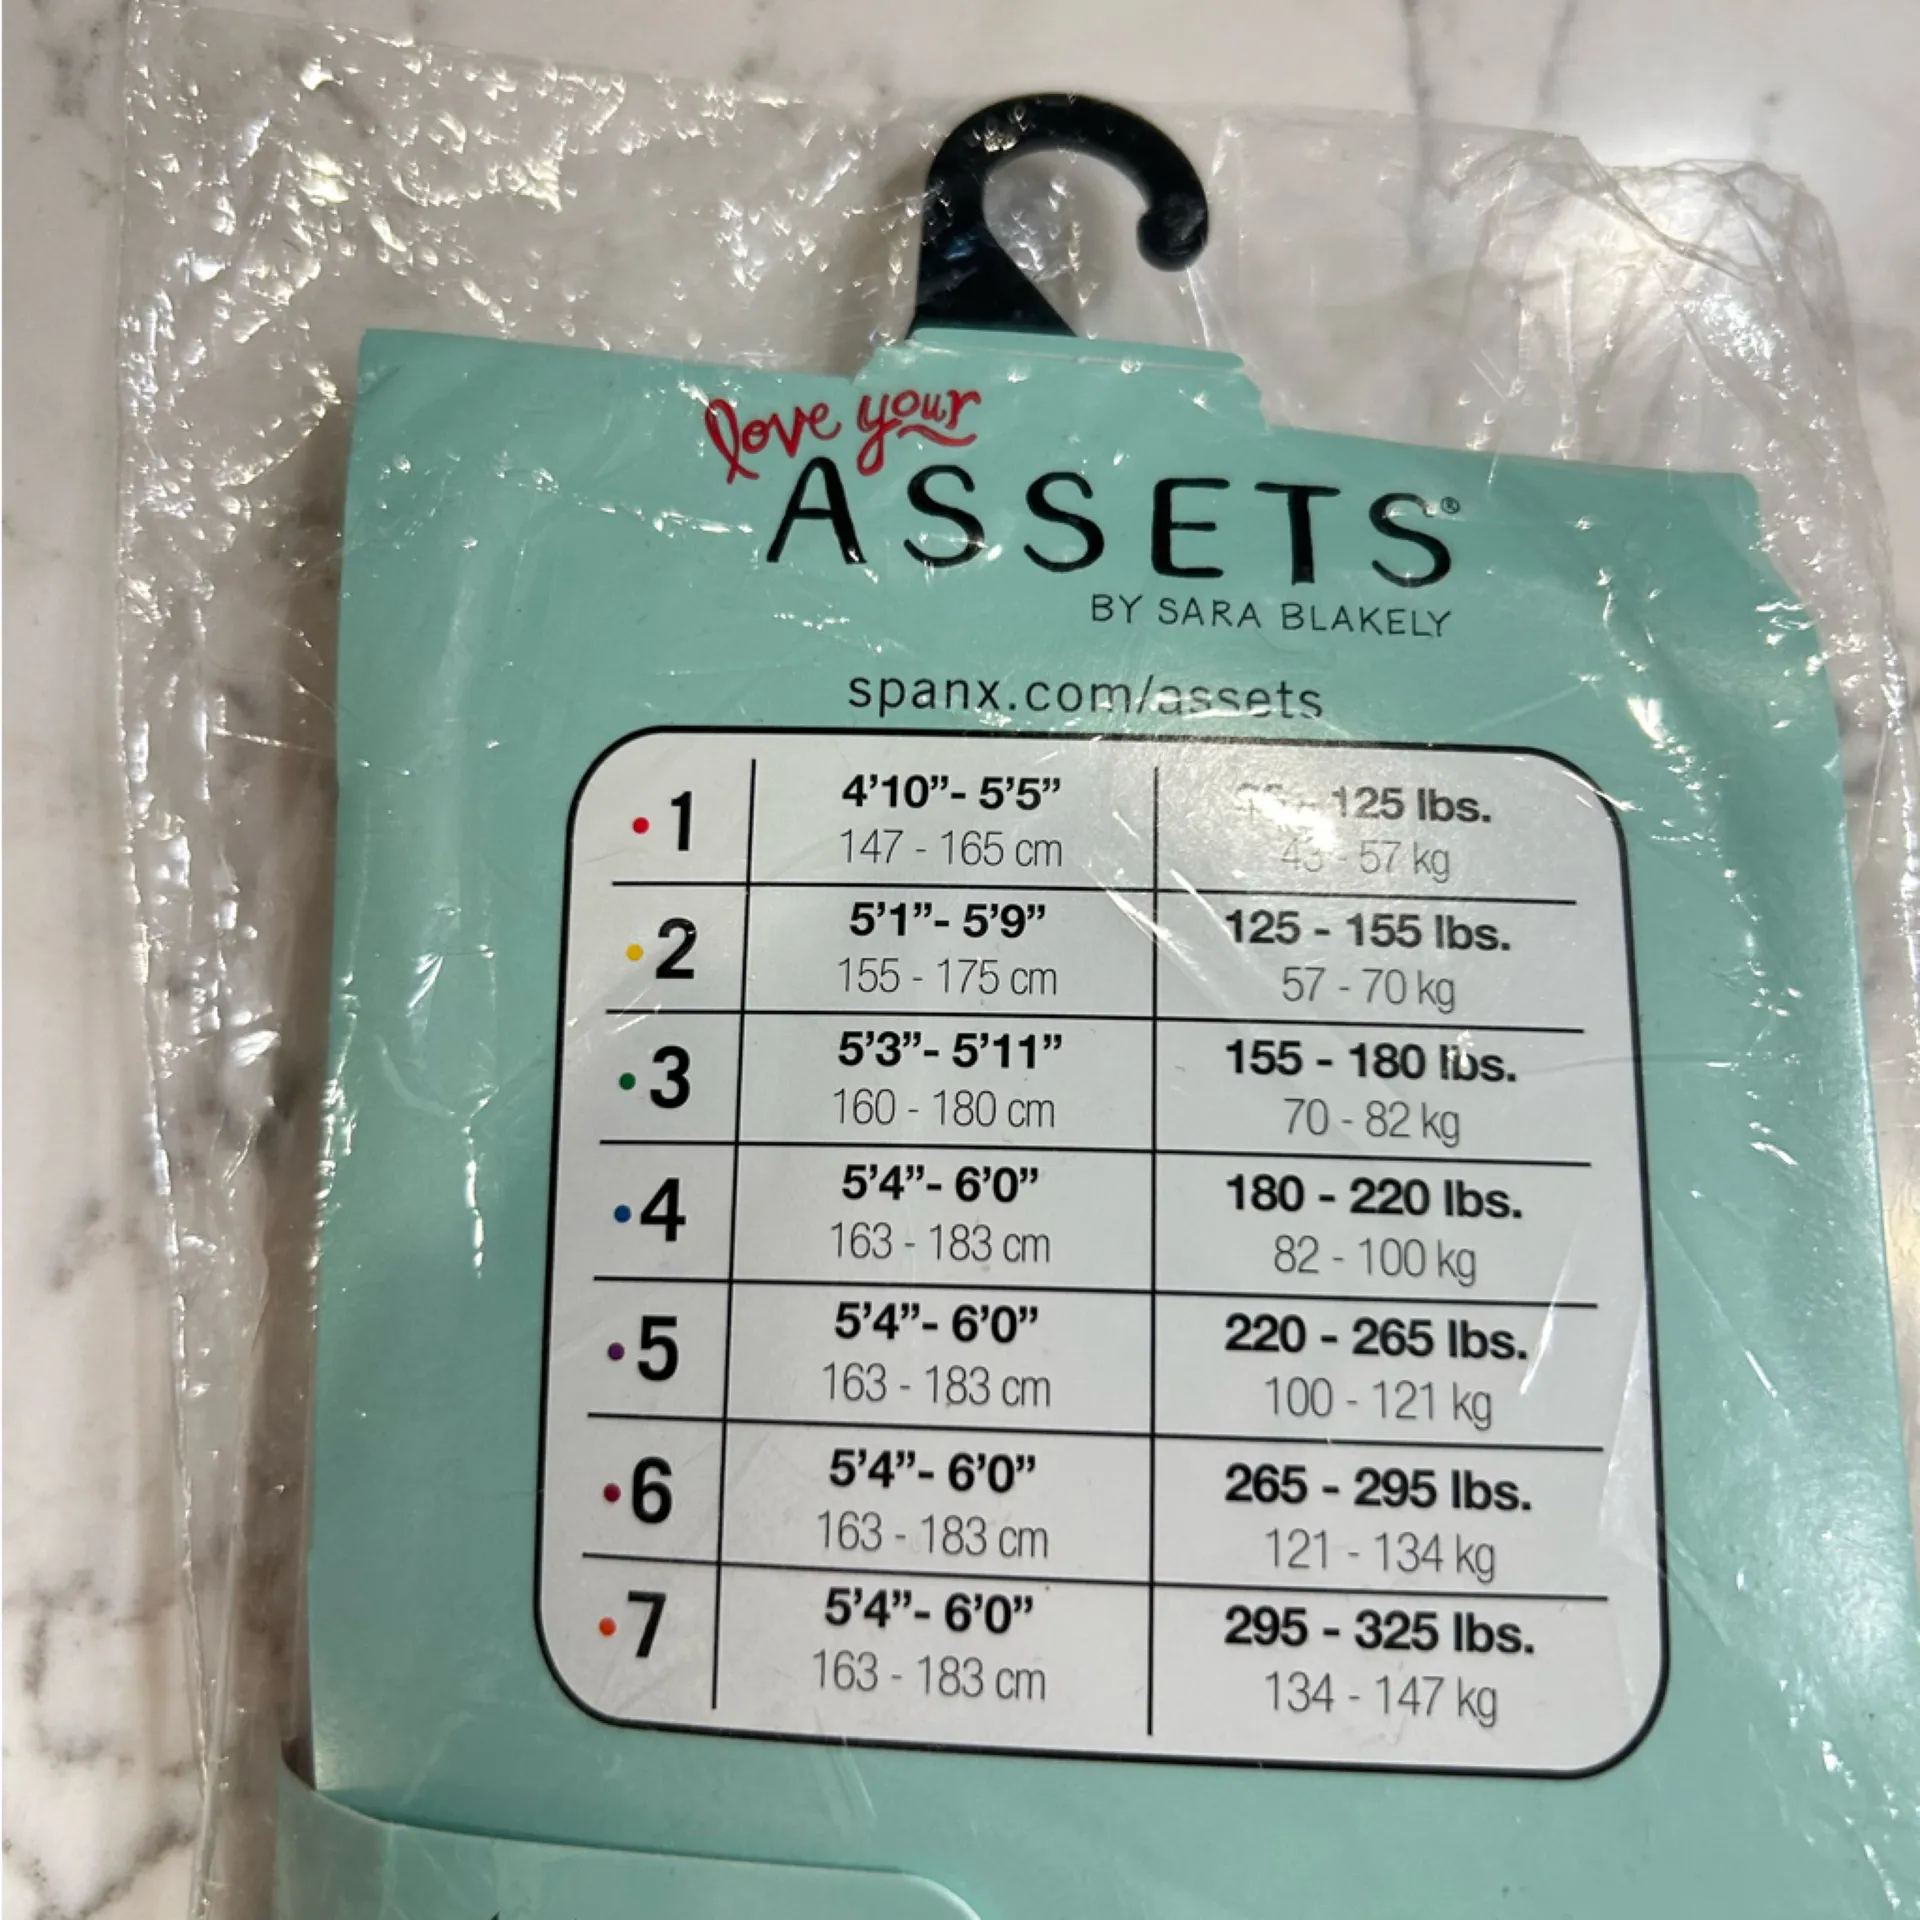 love your
ASSETS®
BY SARA BLAKELY
spanx.com/assets
1 4'10”- 5'5” 125 lbs.
147 - 165 cm 43 - 57 kg
2 5'1”- 5'9” 125 - 155 lbs.
155 - 175 cm 57 - 70 kg
3 5'3”- 5'11” 155 - 180 lbs.
160 - 180 cm 70 - 82 kg
4 5'4”- 6'0” 180 - 220 lbs.
163 - 183 cm 82 - 100 kg
5 5'4”- 6'0” 220 - 265 lbs.
163 - 183 cm 100 - 121 kg
6 5'4”- 6'0” 265 - 295 lbs.
163 - 183 cm 121 - 134 kg
7 5'4”- 6'0” 295 - 325 lbs.
163 - 183 cm 134 - 147 kg